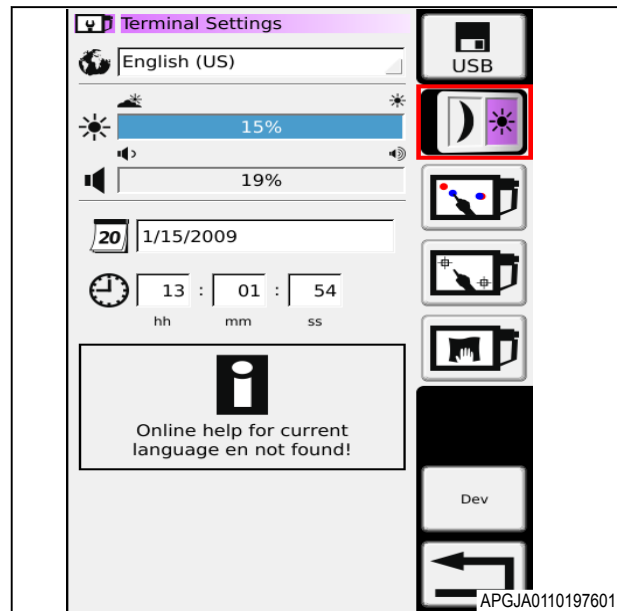 Terminal Settings
USB
English (US)
15%
19%
20
1/15/2009
13 : 01 : 54
hh mm ss
Online help for current
language en not found!
Dev
APGJA0110197601